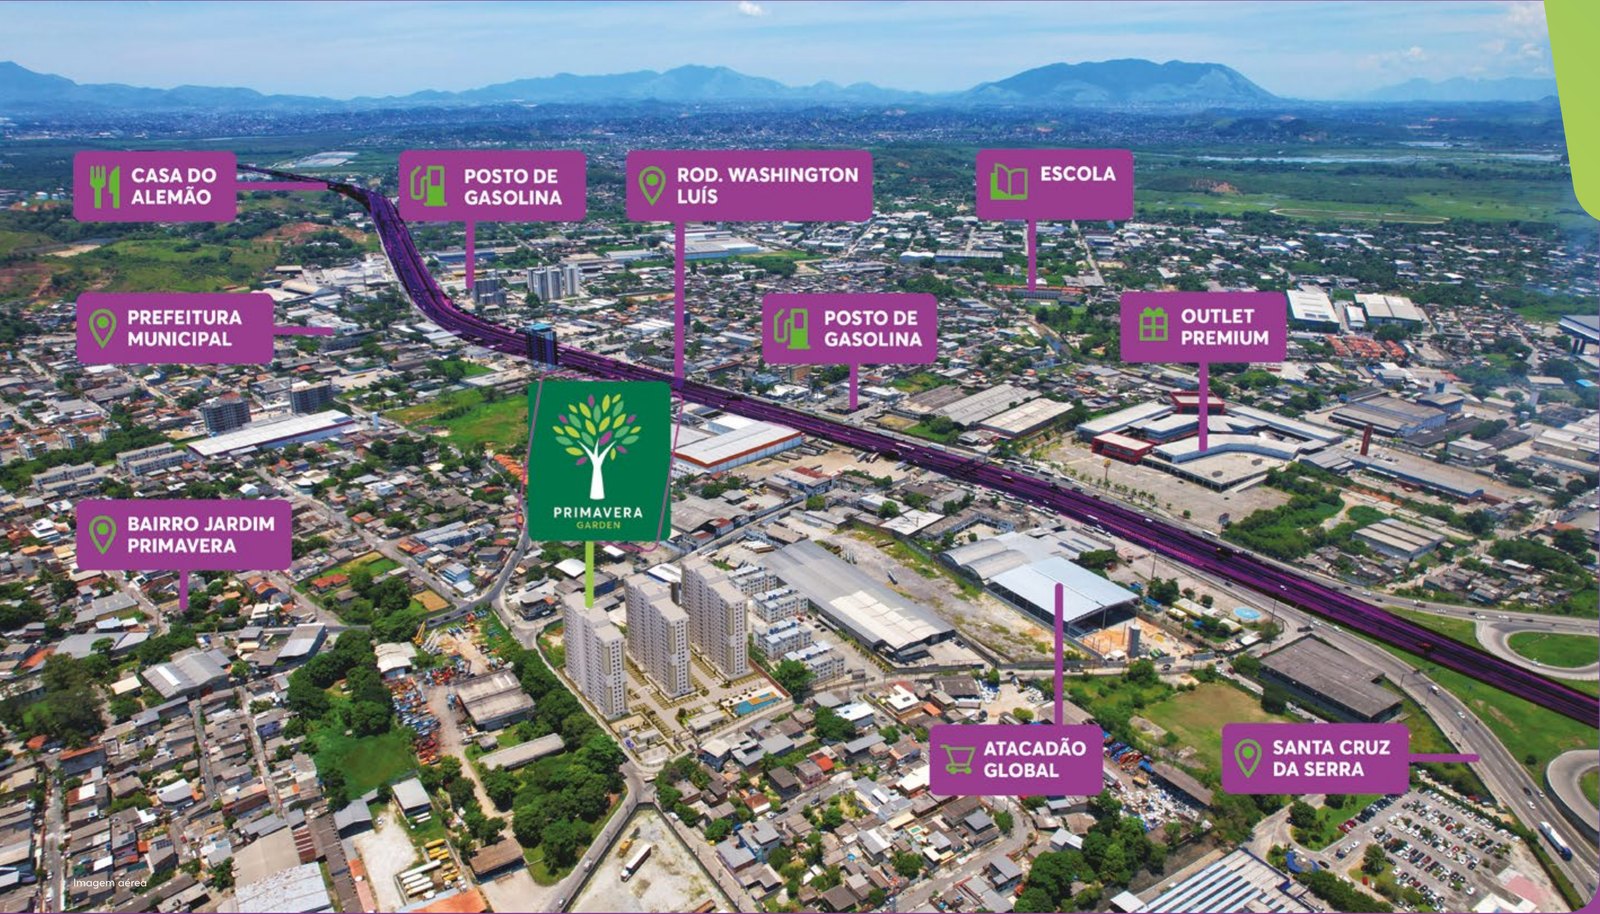 CASA DO
ALEMÃO
POSTO DE
GASOLINA
ROD. WASHINGTON
LUÍS
ESCOLA
PREFEITURA
MUNICIPAL
POSTO DE
GASOLINA
OUTLET
PREMIUM
PRIMAVERA
GARDEN
BAIRRO JARDIM
PRIMAVERA
ATACADÃO
GLOBAL
SANTA CRUZ
DA SERRA
Imagem aérea